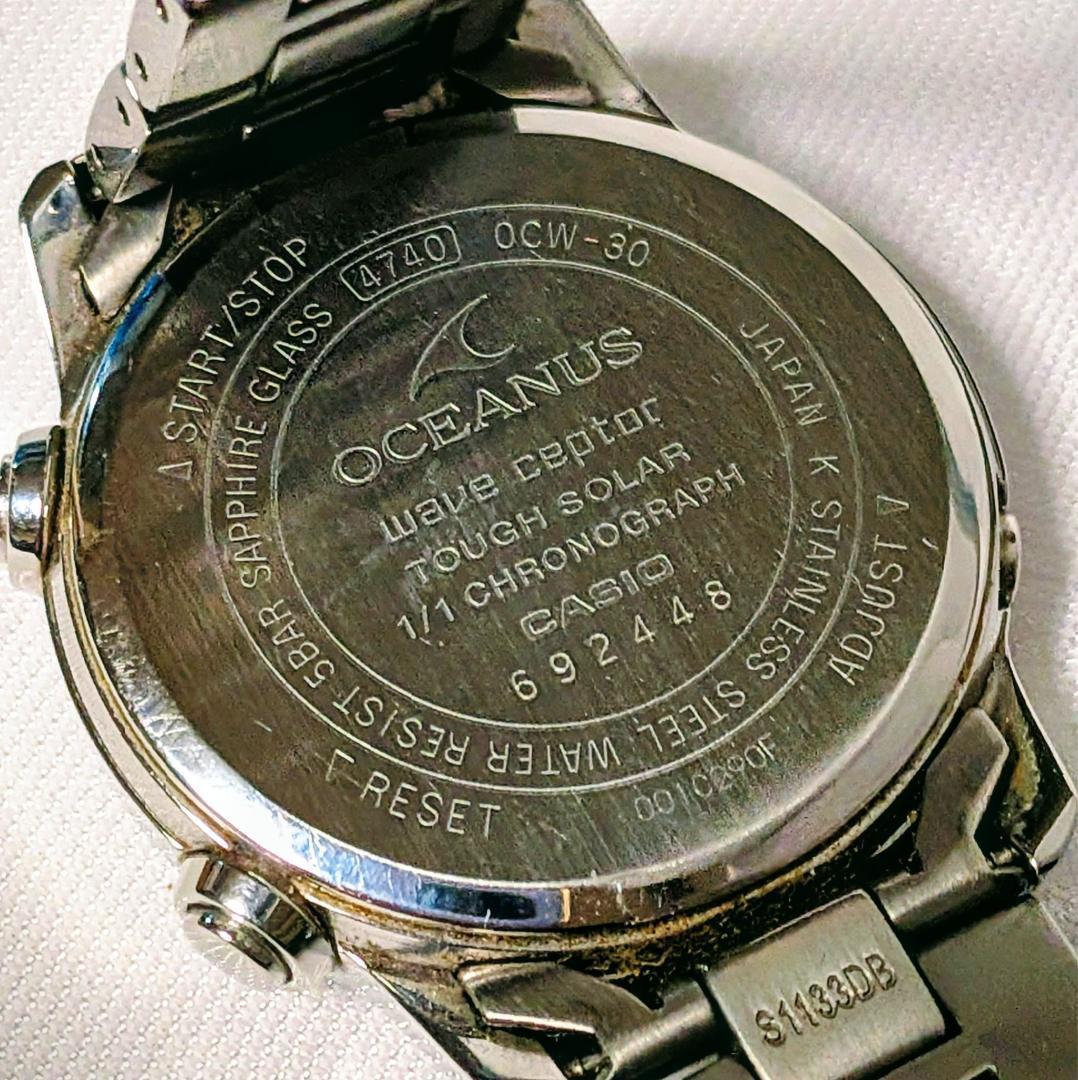 △ START/STOP
4740 OCW-30
JAPAN K STAINLESS STEEL WATER RESIST 5BAR SAPPHIRE GLASS
OCEANUS
wave ceptor
TOUGH SOLAR
1/1 CHRONOGRAPH
CASIO
692448
ADJUST △
RESET
001C290F
S1133DB